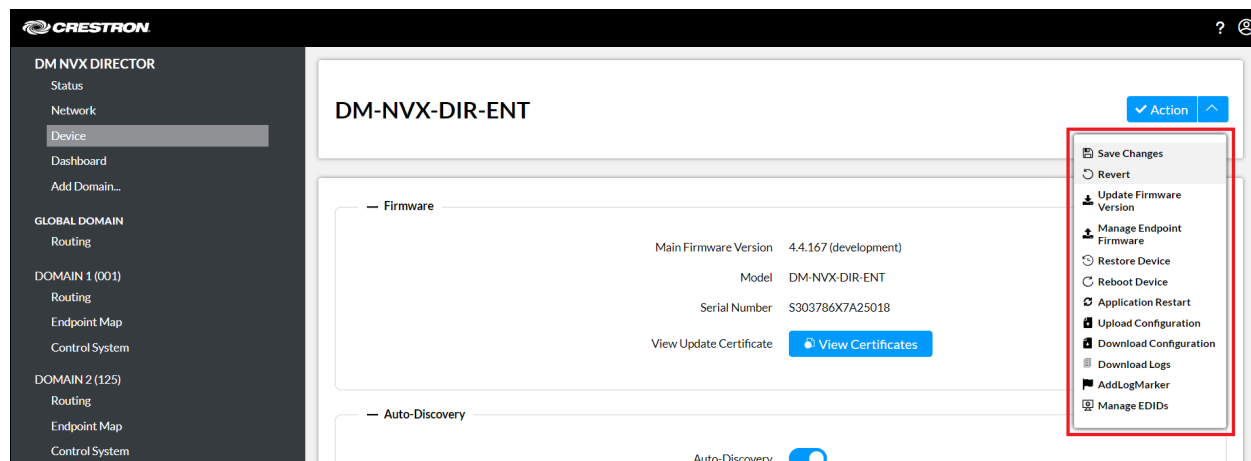 CRESTRON
?
DM NVX DIRECTOR
Status
Network
Device
Dashboard
Add Domain...
GLOBAL DOMAIN
Routing
DOMAIN 1 (001)
Routing
Endpoint Map
Control System
DOMAIN 2 (125)
Routing
Endpoint Map
Control System
DM-NVX-DIR-ENT
Action
Save Changes
Revert
Update Firmware
Version
Manage Endpoint
Firmware
Restore Device
Reboot Device
Application Restart
Upload Configuration
Download Configuration
Download Logs
AddLogMarker
Manage EDIDs
Firmware
Main Firmware Version 4.4.167 (development)
Model DM-NVX-DIR-ENT
Serial Number S303786X7A25018
View Update Certificate View Certificates
Auto-Discovery
Auto-Discovery